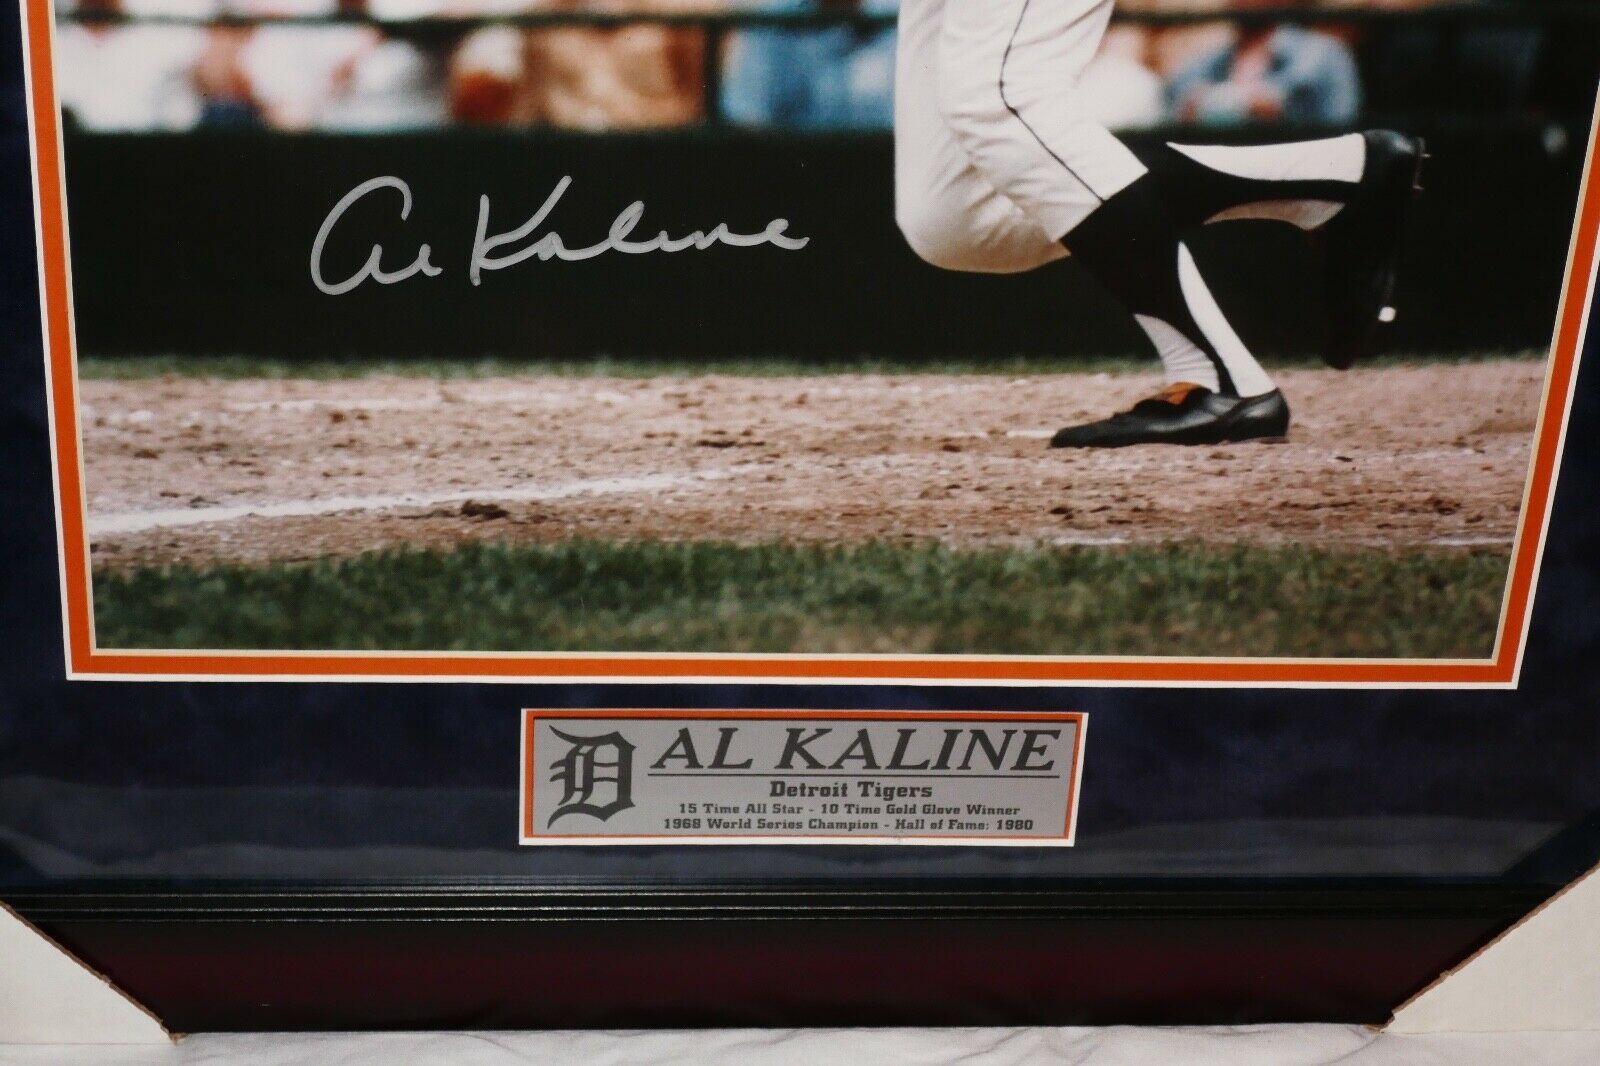 Al Kaline
D AL KALINE
Detroit Tigers
15 Time All Star - 10 Time Gold Glove Winner
1968 World Series Champion - Hall of Fame: 1980